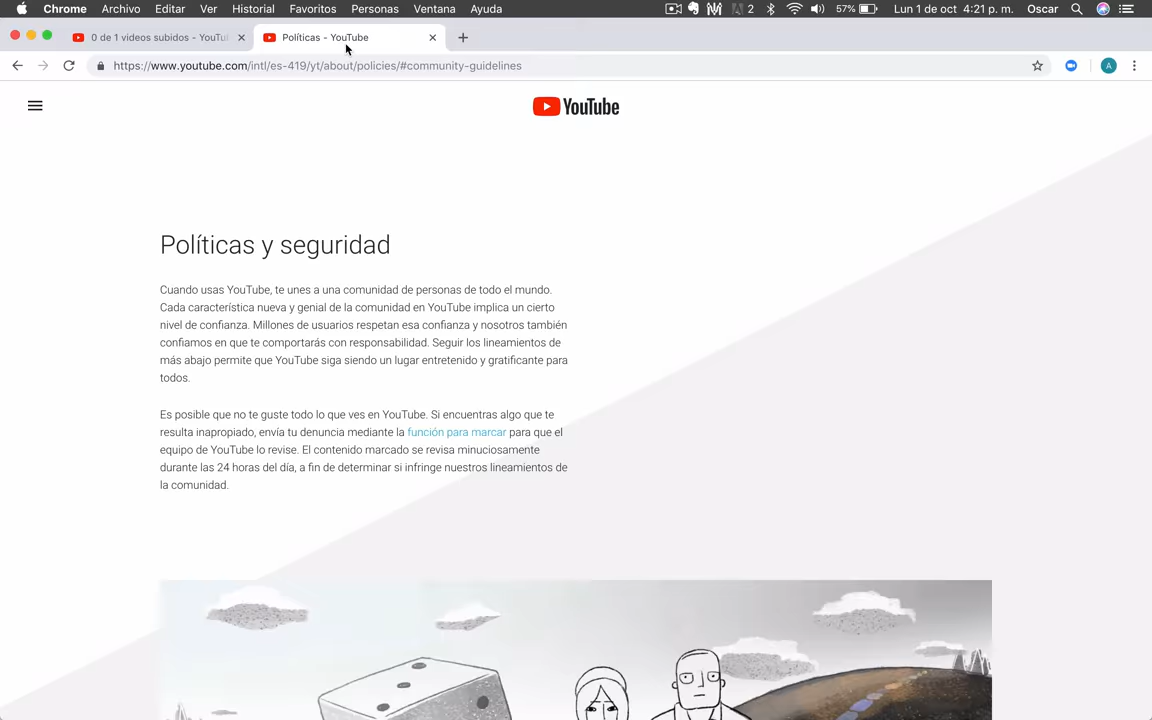 Chrome Archivo Editar Ver Historial Favoritos Personas Ventana Ayuda 2 57% Lun 1 de oct 4:21 p. m. Oscar
0 de 1 videos subidos - YouTu
Políticas - YouTube
https://www.youtube.com/intl/es-419/yt/about/policies/#community-guidelines A
YouTube
Políticas y seguridad
Cuando usas YouTube, te unes a una comunidad de personas de todo el mundo.
Cada característica nueva y genial de la comunidad en YouTube implica un cierto
nivel de confianza. Millones de usuarios respetan esa confianza y nosotros también
confiamos en que te comportarás con responsabilidad. Seguir los lineamientos de
más abajo permite que YouTube siga siendo un lugar entretenido y gratificante para
todos.
Es posible que no te guste todo lo que ves en YouTube. Si encuentras algo que te
resulta inapropiado, envía tu denuncia mediante la función para marcar para que el
equipo de YouTube lo revise. El contenido marcado se revisa minuciosamente
durante las 24 horas del día, a fin de determinar si infringe nuestros lineamientos de
la comunidad.